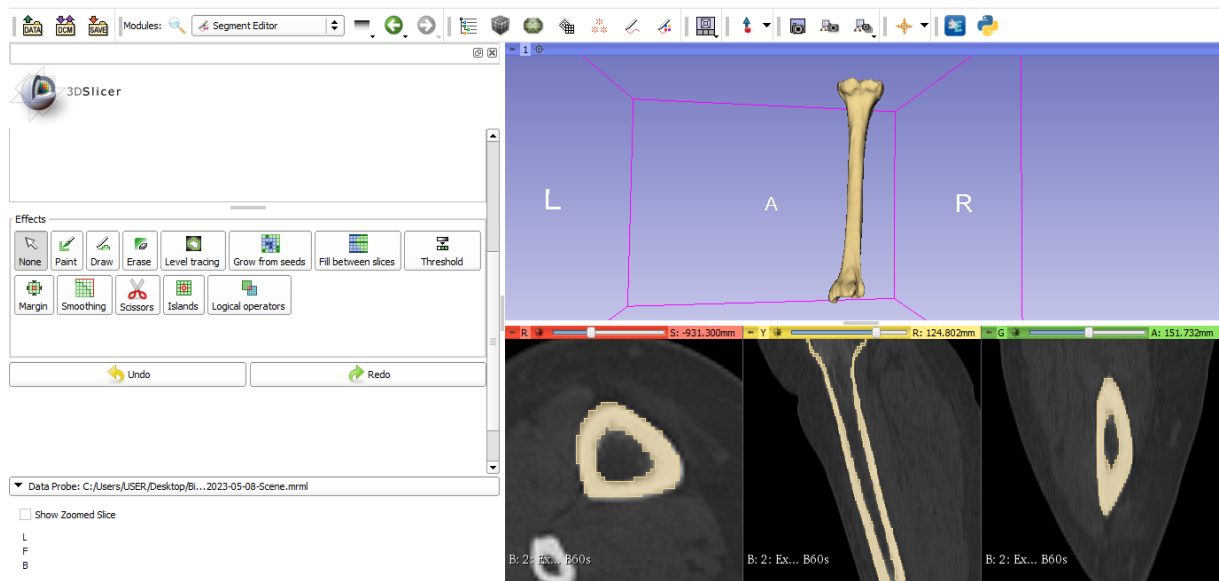 DATA DCM SAVE Modules: Segment Editor
3DSlicer
1
L A R
Effects
None Paint Draw Erase Level tracing Grow from seeds Fill between slices Threshold
Margin Smoothing Scissors Islands Logical operators
Undo Redo
R S: -931.300mm Y R: 124.802mm G A: 151.732mm
B: 2: Ex... B60s B: 2: Ex... B60s B: 2: Ex... B60s
Data Probe: C:/Users/USER/Desktop/Bi...2023-05-08-Scene.mrml
Show Zoomed Slice
L
F
B